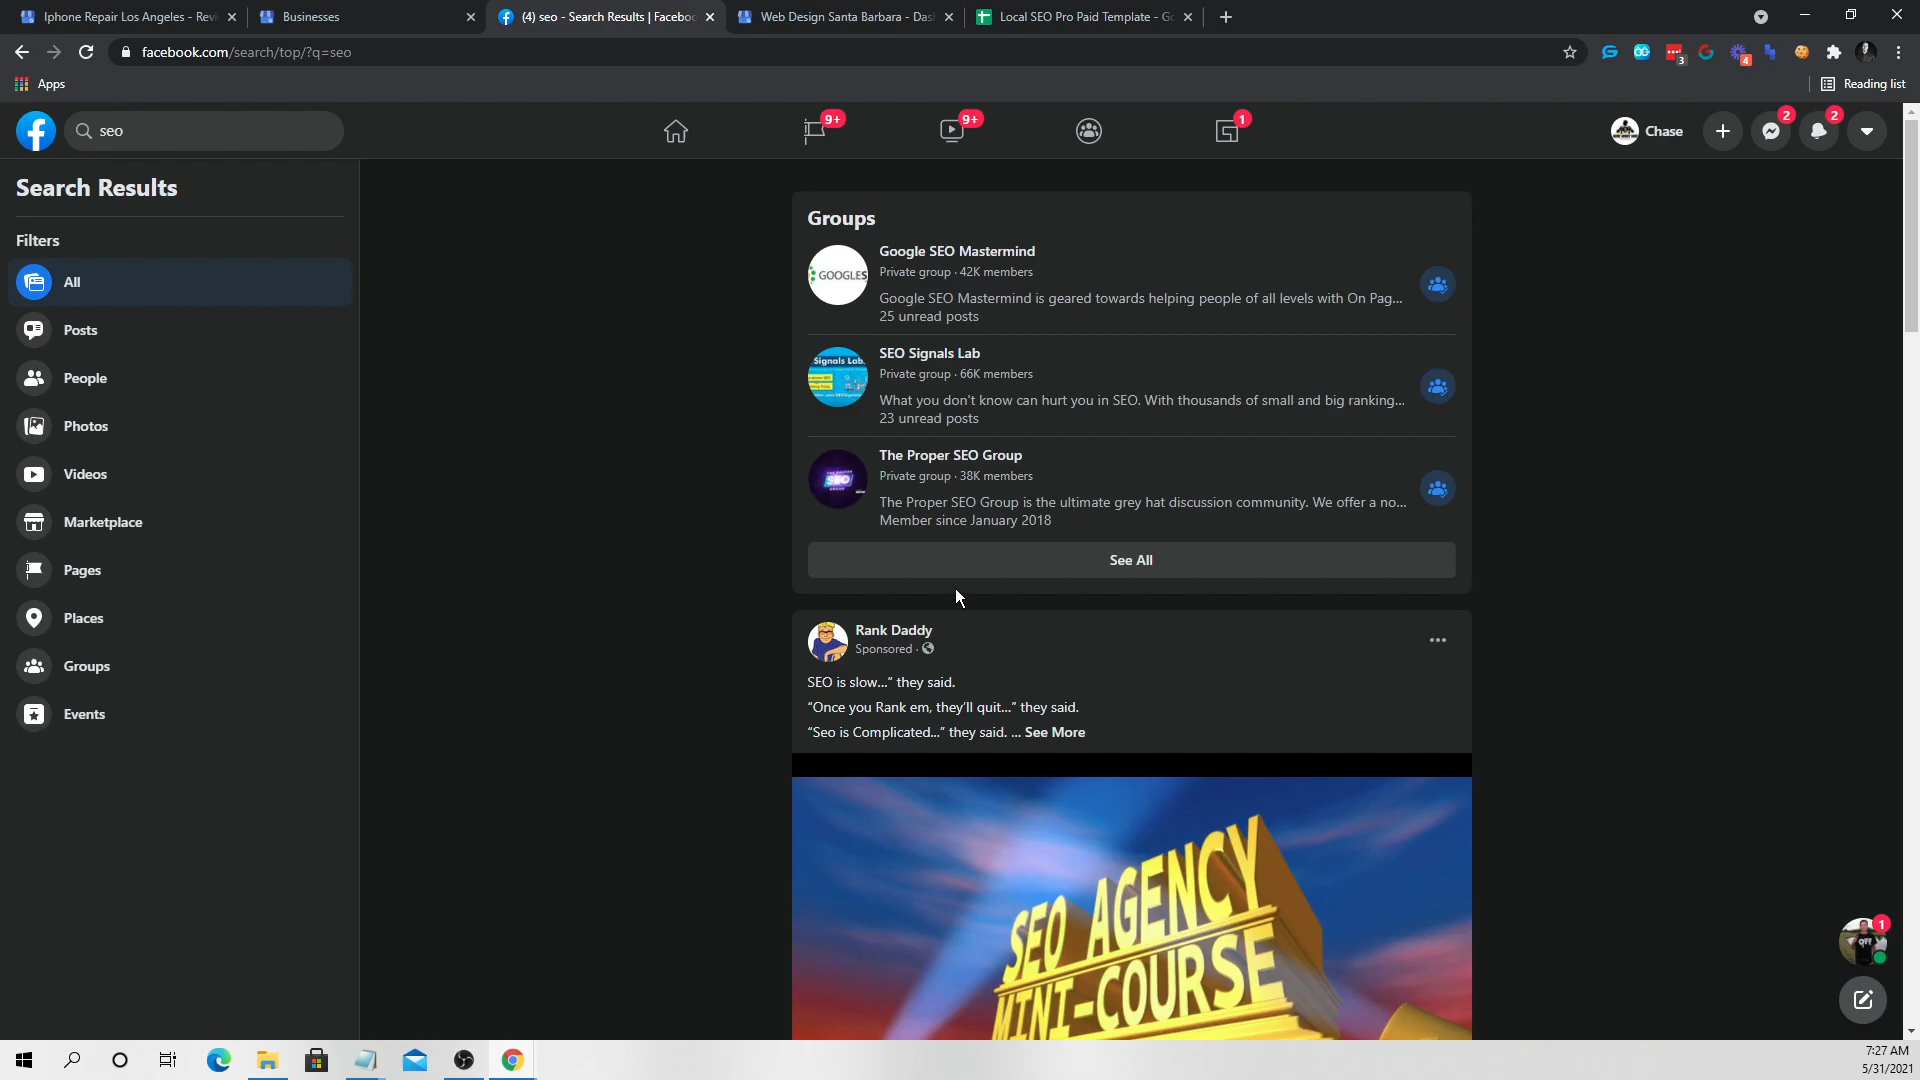 Iphone Repair Los Angeles - Revi
Businesses
(4) seo - Search Results | Faceboo
Web Design Santa Barbara - Das
Local SEO Pro Paid Template - Go
facebook.com/search/top/?q=seo
3
4
Apps
Reading list
seo
9+
9+
1
Chase
2
2
Search Results
Filters
All
Posts
People
Photos
Videos
Marketplace
Pages
Places
Groups
Events
Groups
GOOGLES
Google SEO Mastermind
Private group · 42K members
Google SEO Mastermind is geared towards helping people of all levels with On Pag...
25 unread posts
Signals Lab
SEO Signals Lab
Private group · 66K members
What you don't know can hurt you in SEO. With thousands of small and big ranking...
23 unread posts
SEO
The Proper SEO Group
Private group · 38K members
The Proper SEO Group is the ultimate grey hat discussion community. We offer a no...
Member since January 2018
See All
Rank Daddy
Sponsored ·
SEO is slow...” they said.
“Once you Rank em, they’ll quit...” they said.
“Seo is Complicated...” they said. ... See More
SEO AGENCY
MINI-COURSE
OFF
1
7:27 AM
5/31/2021